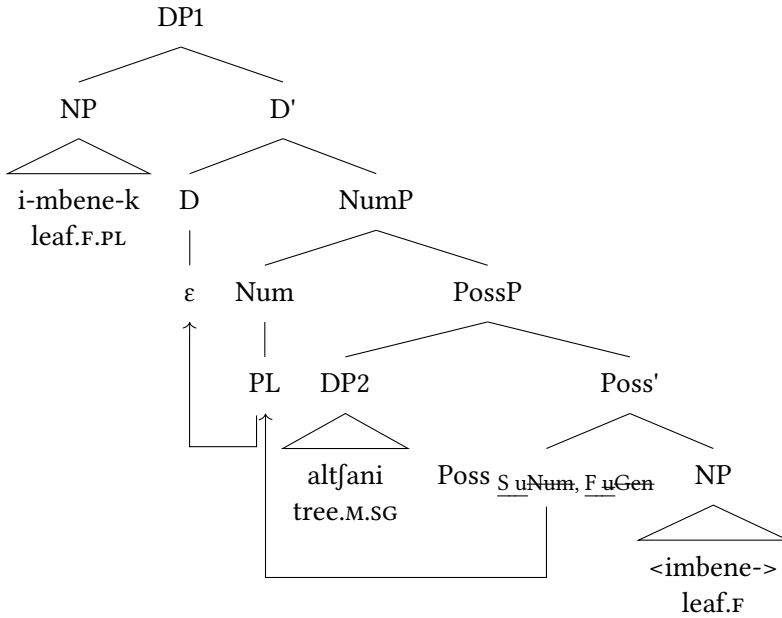 DP1
NP D'
i-mbene-k D NumP
leaf.F.PL
ε Num PossP
PL DP2 Poss'
altʃani Poss S uNum, F uGen NP
tree.M.SG
<imbene->
leaf.F